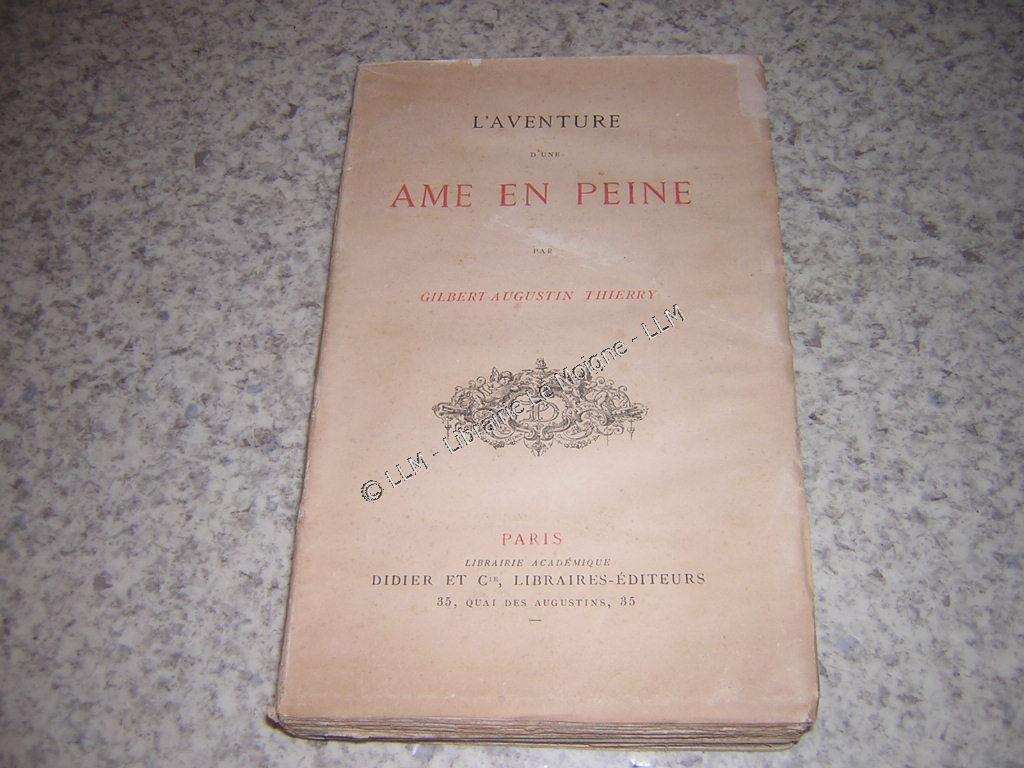 L'AVENTURE
D'UNE
AME EN PEINE
PAR
GILBERT-AUGUSTIN THIERRY
© LLM - Librairie Le Moigne - LLM
PARIS
LIBRAIRIE ACADÉMIQUE
DIDIER ET Cⁱᴱ, LIBRAIRES-ÉDITEURS
35, QUAI DES AUGUSTINS, 35